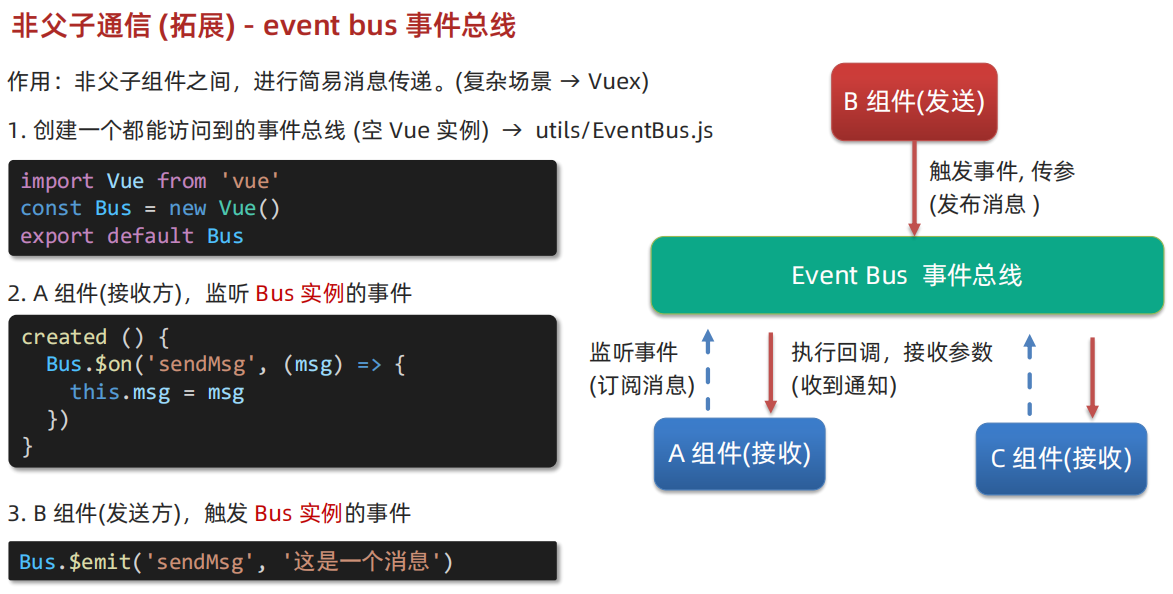 非父子通信 (拓展) - event bus 事件总线
作用：非父子组件之间，进行简易消息传递。(复杂场景 → Vuex)
1. 创建一个都能访问到的事件总线 (空 Vue 实例) → utils/EventBus.js
import Vue from 'vue'
const Bus = new Vue()
export default Bus
2. A 组件(接收方)，监听 Bus 实例的事件
created () {
  Bus.$on('sendMsg', (msg) => {
    this.msg = msg
  })
}
3. B 组件(发送方)，触发 Bus 实例的事件
Bus.$emit('sendMsg', '这是一个消息')
B 组件(发送)
触发事件, 传参
(发布消息 )
Event Bus 事件总线
监听事件
(订阅消息)
执行回调，接收参数
(收到通知)
A 组件(接收)
C 组件(接收)